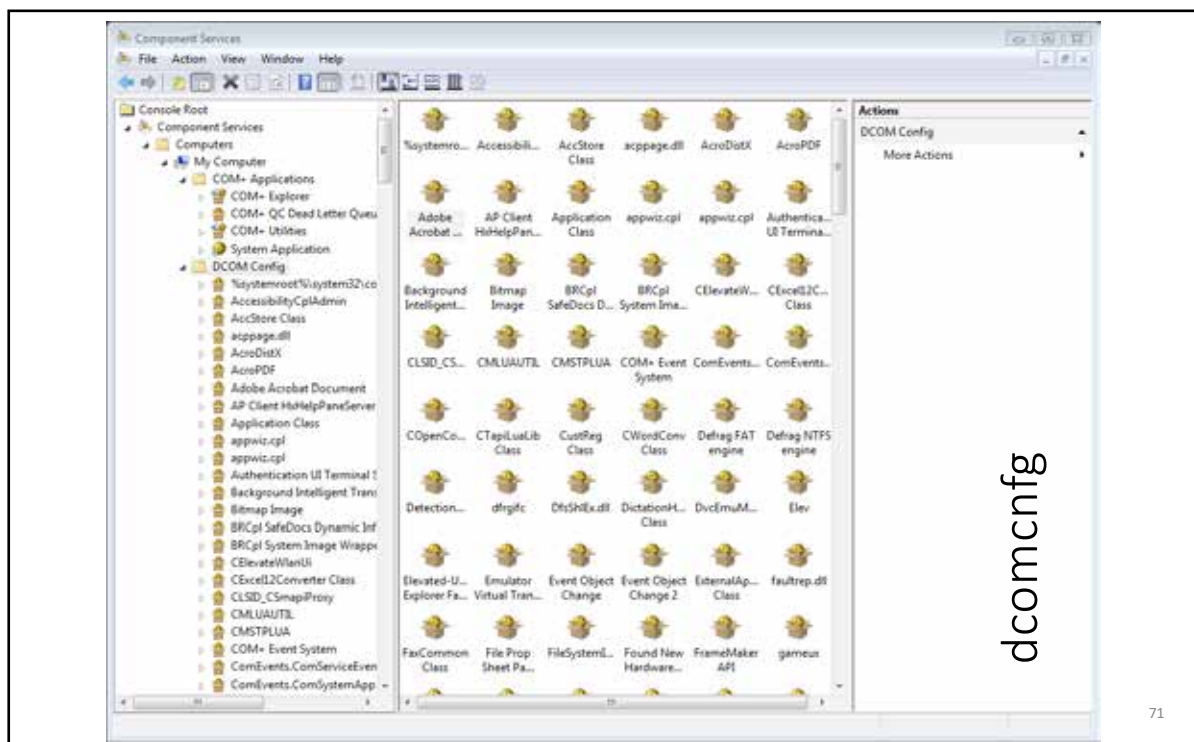 Component Services
File Action View Window Help
Console Root
Component Services
Computers
My Computer
COM+ Applications
COM+ Explorer
COM+ QC Dead Letter Queu
COM+ Utilities
System Application
DCOM Config
%systemroot%\system32\co
AccessibilityCplAdmin
AccStore Class
acppage.dll
AcroDistX
AcroPDF
Adobe Acrobat Document
AP Client HxHelpPaneServer
Application Class
appwiz.cpl
appwiz.cpl
Authentication UI Terminal S
Background Intelligent Trans
Bitmap Image
BRCpl SafeDocs Dynamic Inf
BRCpl System Image Wrappe
CElevateWlanUi
CExcel12Converter Class
CLSID_CSmapiProxy
CMLUAUTIL
CMSTPLUA
COM+ Event System
ComEvents.ComServiceEven
ComEvents.ComSystemApp
%systemro... Accessibili... AccStore Class acppage.dll AcroDistX AcroPDF
Adobe Acrobat ... AP Client HxHelpPan... Application Class appwiz.cpl appwiz.cpl Authentica... UI Termina...
Background Intelligent... Bitmap Image BRCpl SafeDocs D... BRCpl System Ima... CElevateW... CExcel12C... Class
CLSID_CS... CMLUAUTIL CMSTPLUA COM+ Event System ComEvents... ComEvents...
COpenCo... CTapiLuaLib Class CustReg Class CWordConv Class Defrag FAT engine Defrag NTFS engine
Detection... dfrgifc DfsShlEx.dll DictationH... Class DvcEmuM... Elev
Elevated-U... Explorer Fa... Emulator Virtual Tran... Event Object Change Event Object Change 2 ExternalAp... Class faultrep.dll
FaxCommon Class File Prop Sheet Pa... FileSystemI... Found New Hardware... FrameMaker API gameux
Actions
DCOM Config
More Actions
dcomcnfg
71